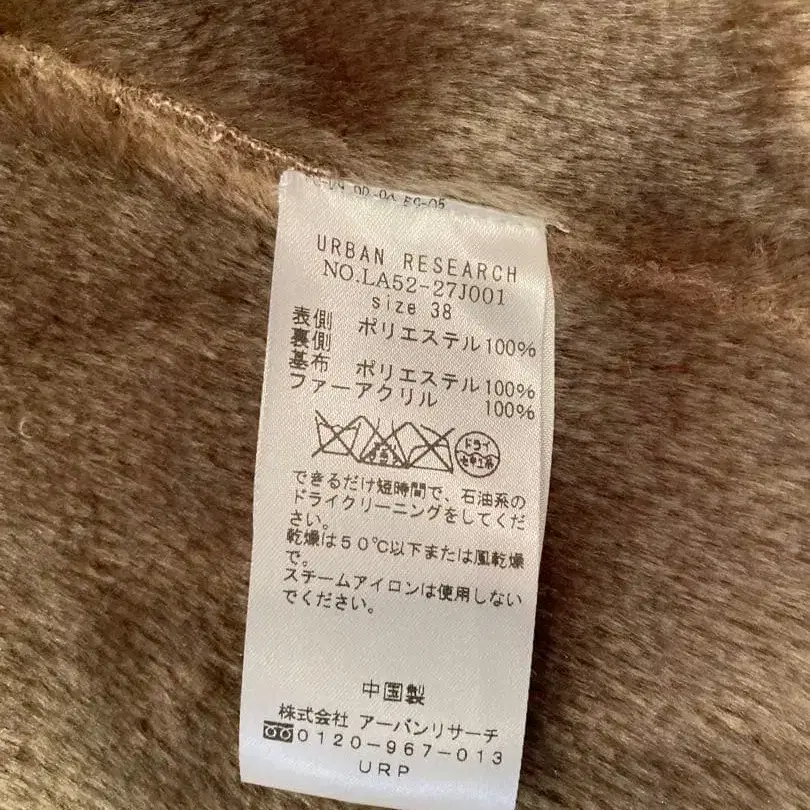 URBAN RESEARCH
NO.LA52-27J001
size 38
表側 ポリエステル100%
裏側
基布 ポリエステル100%
ファーアクリル 100%
ドライ
セキユ系
できるだけ短時間で、石油系の
ドライクリーニングをしてくだ
さい。
乾燥は50℃以下または風乾燥
で。
スチームアイロンは使用しない
でください。
中国製
株式会社 アーバンリサーチ
0120-967-013
URP